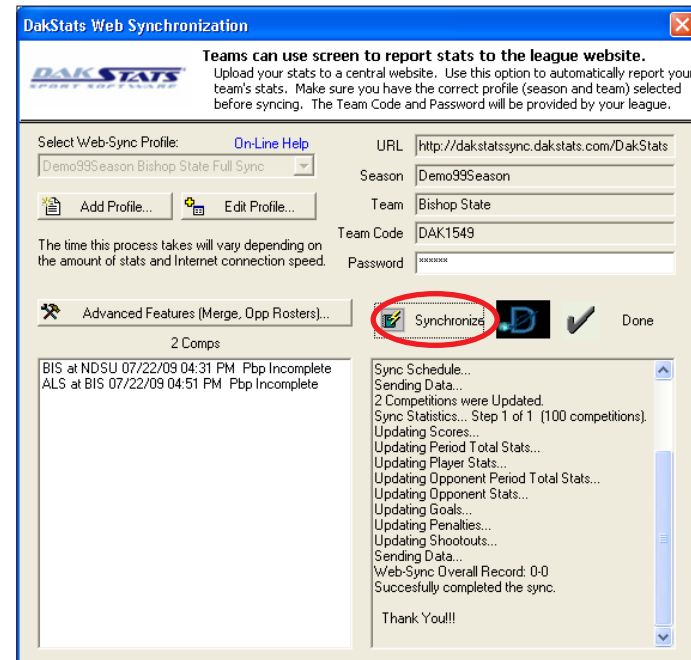 DakStats Web Synchronization
DAKSTATS
SPORT SOFTWARE
Teams can use screen to report stats to the league website.
Upload your stats to a central website. Use this option to automatically report your
team's stats. Make sure you have the correct profile (season and team) selected
before syncing. The Team Code and Password will be provided by your league.
Select Web-Sync Profile:
On-Line Help
Demo99Season Bishop State Full Sync
Add Profile...
Edit Profile...
The time this process takes will vary depending on
the amount of stats and Internet connection speed.
URL http://dakstatssync.dakstats.com/DakStats
Season Demo99Season
Team Bishop State
Team Code DAK1549
Password ******
Advanced Features (Merge, Opp Rosters)...
Synchronize
Done
2 Comps
BIS at NDSU 07/22/09 04:31 PM Pbp Incomplete
ALS at BIS 07/22/09 04:51 PM Pbp Incomplete
Sync Schedule...
Sending Data...
2 Competitions were Updated.
Sync Statistics... Step 1 of 1 (100 competitions).
Updating Scores...
Updating Period Total Stats...
Updating Player Stats...
Updating Opponent Period Total Stats...
Updating Opponent Stats...
Updating Goals...
Updating Penalties...
Updating Shootouts...
Sending Data...
Web-Sync Overall Record: 0-0
Succesfully completed the sync.
Thank You!!!